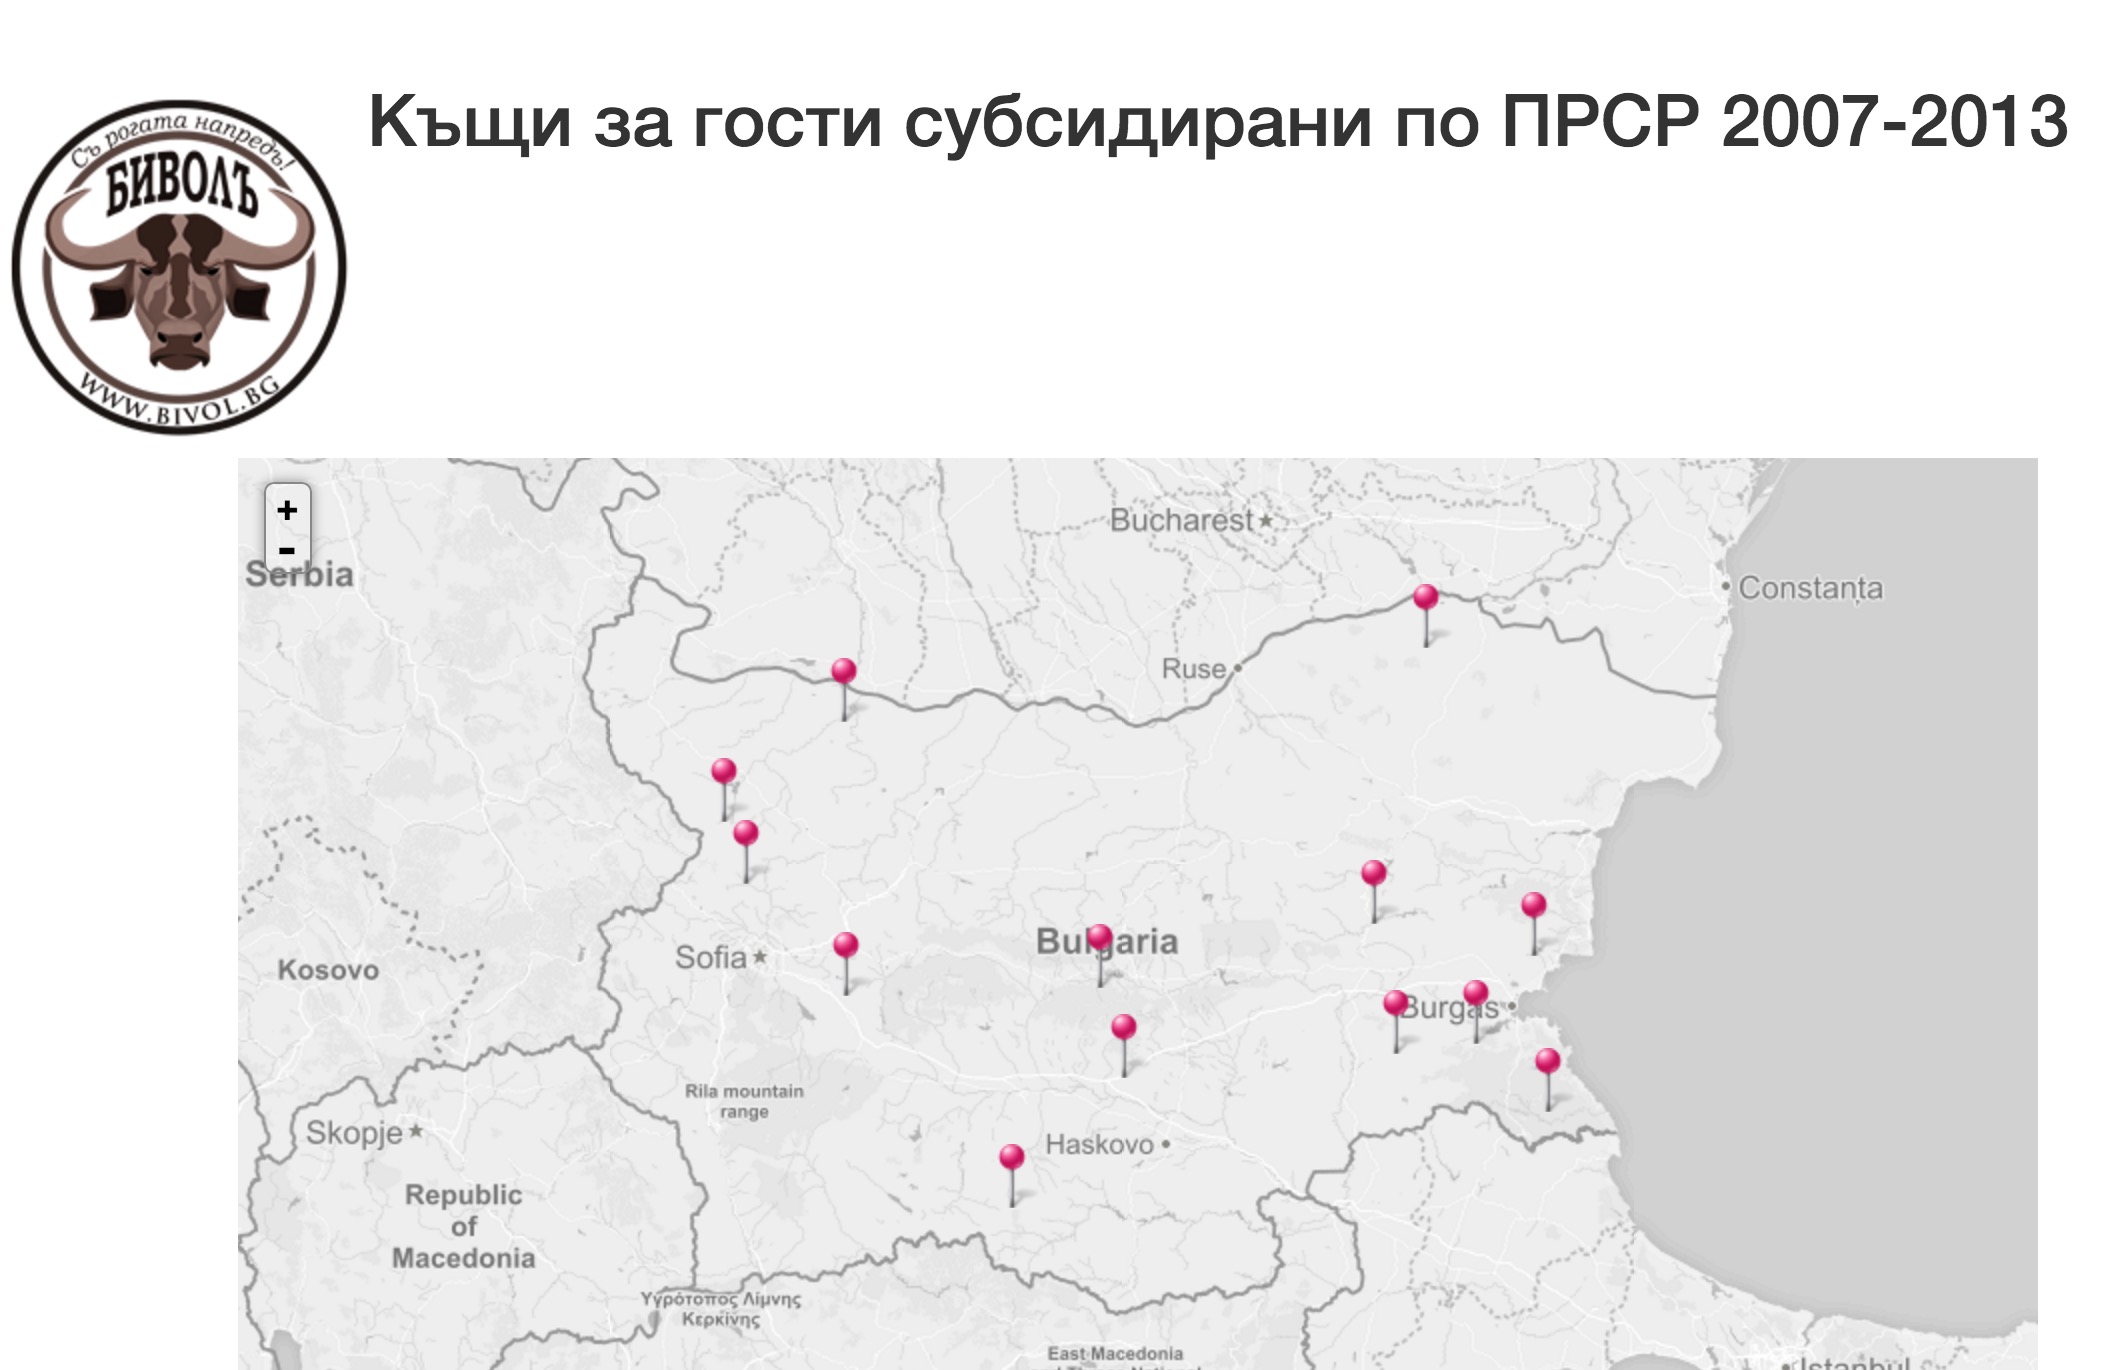 Къщи за гости субсидирани по ПРСР 2007-2013
Съ рогата напредъ!
БИВОЛЪ
WWW.BIVOL.BG
+
-
Bucharest
Serbia
Constanța
Ruse
Bulgaria
Sofia
Kosovo
Burgas
Rila mountain
range
Skopje
Haskovo
Republic
of
Macedonia
Υγρότοπος Λίμνης
Κερκίνης
East Macedonia
Istanbul